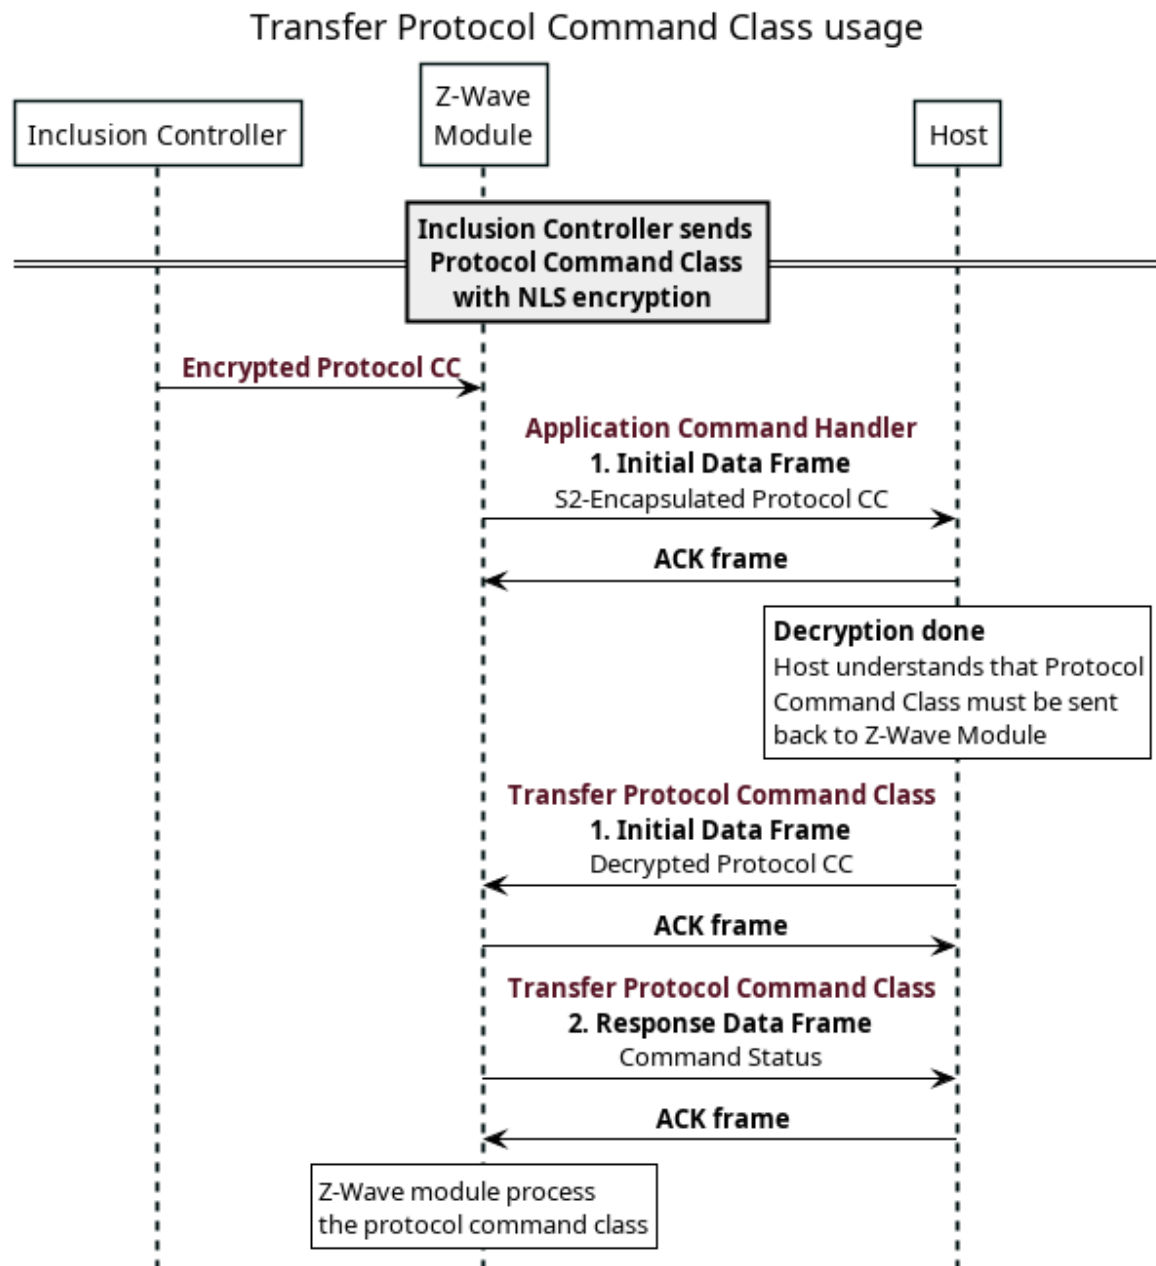 Transfer Protocol Command Class usage
Inclusion Controller
Z-Wave
Module
Host
Inclusion Controller sends
Protocol Command Class
with NLS encryption
Encrypted Protocol CC
Application Command Handler
1. Initial Data Frame
S2-Encapsulated Protocol CC
ACK frame
Decryption done
Host understands that Protocol
Command Class must be sent
back to Z-Wave Module
Transfer Protocol Command Class
1. Initial Data Frame
Decrypted Protocol CC
ACK frame
Transfer Protocol Command Class
2. Response Data Frame
Command Status
ACK frame
Z-Wave module process
the protocol command class